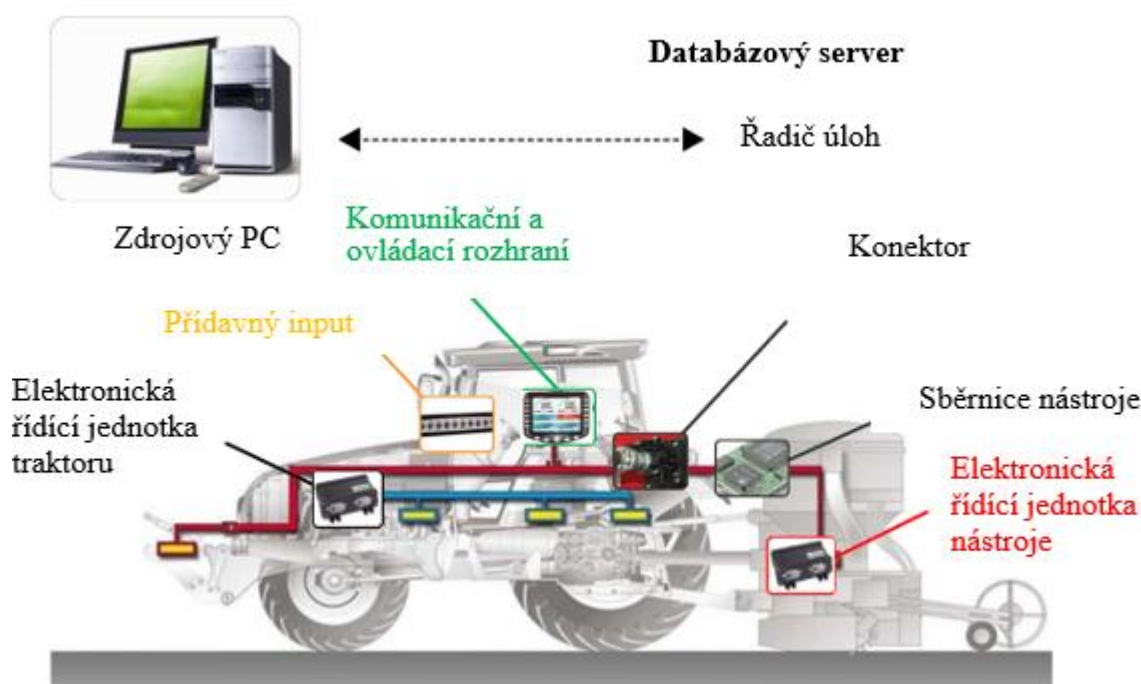 Databázový server
Řadič úloh
Zdrojový PC
Komunikační a
ovládací rozhraní
Konektor
Přídavný input
Elektronická
řídící jednotka
traktoru
Sběrnice nástroje
Elektronická
řídící jednotka
nástroje